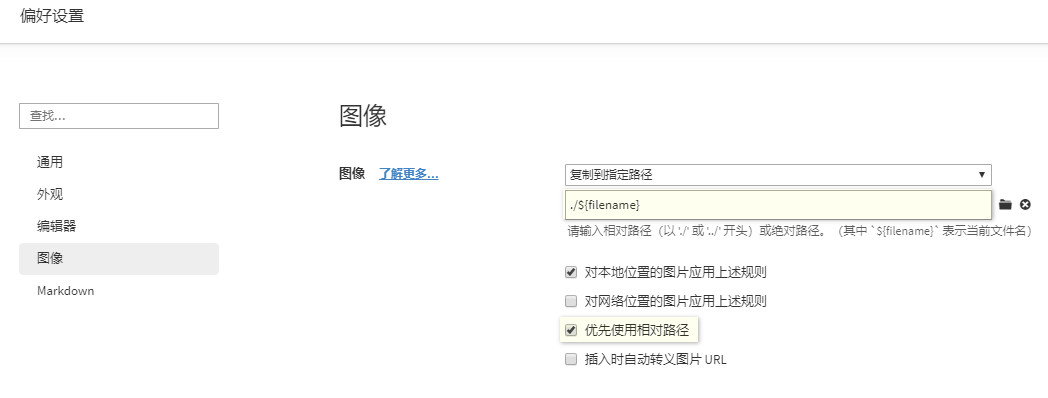 偏好设置
查找...
通用
外观
编辑器
图像
Markdown
图像
图像 了解更多...
复制到指定路径
./${filename}
请输入相对路径（以 './' 或 '../' 开头）或绝对路径。（其中 `${filename}` 表示当前文件名）
对本地位置的图片应用上述规则
对网络位置的图片应用上述规则
优先使用相对路径
插入时自动转义图片 URL